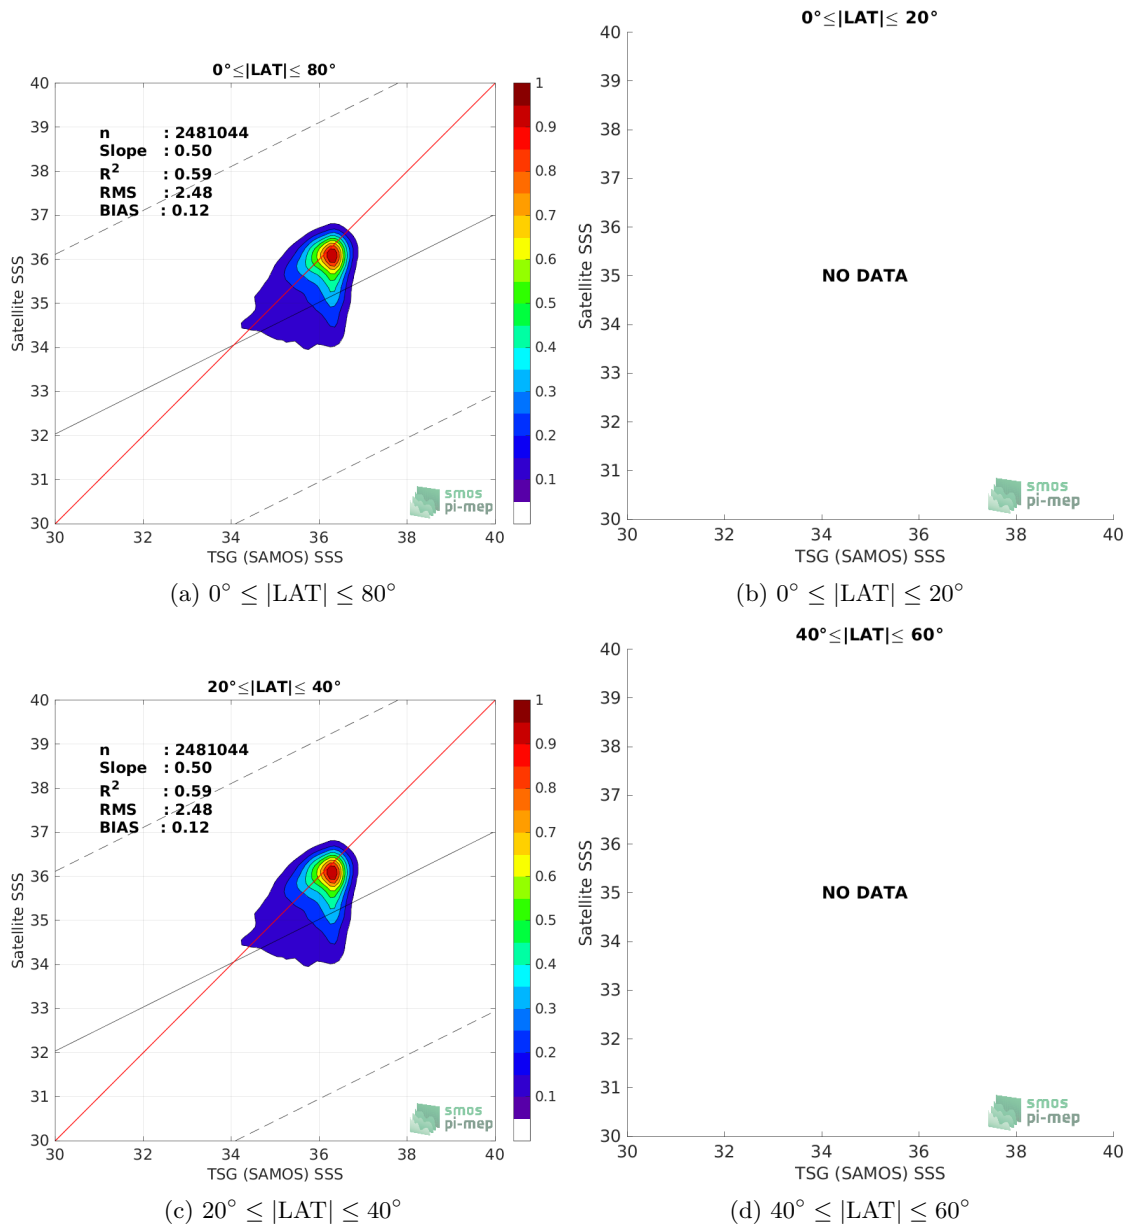 0°≤|LAT|≤ 80°
40
39
38
37
36
35
34
33
32
31
30
n : 2481044
Slope : 0.50
R² : 0.59
RMS : 2.48
BIAS : 0.12
Satellite SSS
30 32 34 36 38 40
TSG (SAMOS) SSS
1
0.9
0.8
0.7
0.6
0.5
0.4
0.3
0.2
0.1
smos
pi-mep
(a) 0° ≤ |LAT| ≤ 80°
0°≤|LAT|≤ 20°
40
39
38
37
36
35
34
33
32
31
30
Satellite SSS
NO DATA
smos
pi-mep
30 32 34 36 38 40
TSG (SAMOS) SSS
(b) 0° ≤ |LAT| ≤ 20°
20°≤|LAT|≤ 40°
40
39
38
37
36
35
34
33
32
31
30
n : 2481044
Slope : 0.50
R² : 0.59
RMS : 2.48
BIAS : 0.12
Satellite SSS
30 32 34 36 38 40
TSG (SAMOS) SSS
1
0.9
0.8
0.7
0.6
0.5
0.4
0.3
0.2
0.1
smos
pi-mep
(c) 20° ≤ |LAT| ≤ 40°
40°≤|LAT|≤ 60°
40
39
38
37
36
35
34
33
32
31
30
Satellite SSS
NO DATA
smos
pi-mep
30 32 34 36 38 40
TSG (SAMOS) SSS
(d) 40° ≤ |LAT| ≤ 60°